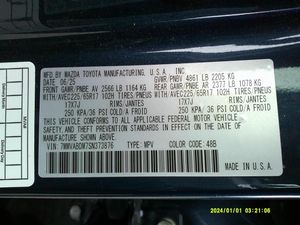 MFD BY MAZDA TOYOTA MANUFACTURING, U.S.A. INC.
DATE 06/25 GVWR/PNBV 4861 LB 2205 KG
FRONT GAWR/PNBE AV 2566 LB 1164 KG REAR GAWR/PNBE AR 2377 LB 1078 KG
WITH/AVEC 225/65R17 102H TIRES/PNEUS WITH/AVEC 225/65R17 102H TIRES/PNEUS
17X7J RIMS/JANTES 17X7J RIMS/JANTES
250 KPA/36 PSI COLD/A FROID 250 KPA/36 PSI COLD/A FROID
THIS VEHICLE CONFORMS TO ALL APPLICABLE
FEDERAL MOTOR VEHICLE SAFETY
AND THEFT PREVENTION STANDARDS IN EFFECT ON
THE DATE OF MANUFACTURE SHOWN ABOVE.
TYPE: MPV COLOR CODE: 48B
2024/01/01 03:21:06